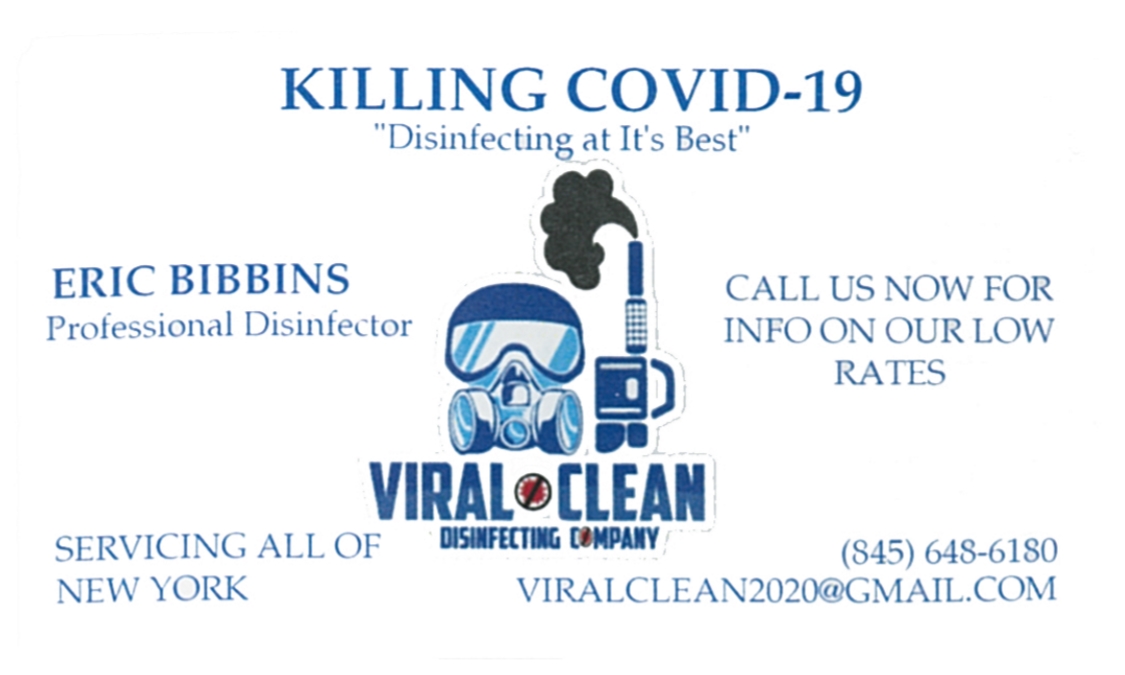 KILLING COVID-19
"Disinfecting at It's Best"
ERIC BIBBINS
Professional Disinfector
CALL US NOW FOR
INFO ON OUR LOW
RATES
VIRAL CLEAN
DISINFECTING COMPANY
SERVICING ALL OF
NEW YORK
(845) 648-6180
VIRALCLEAN2020@GMAIL.COM